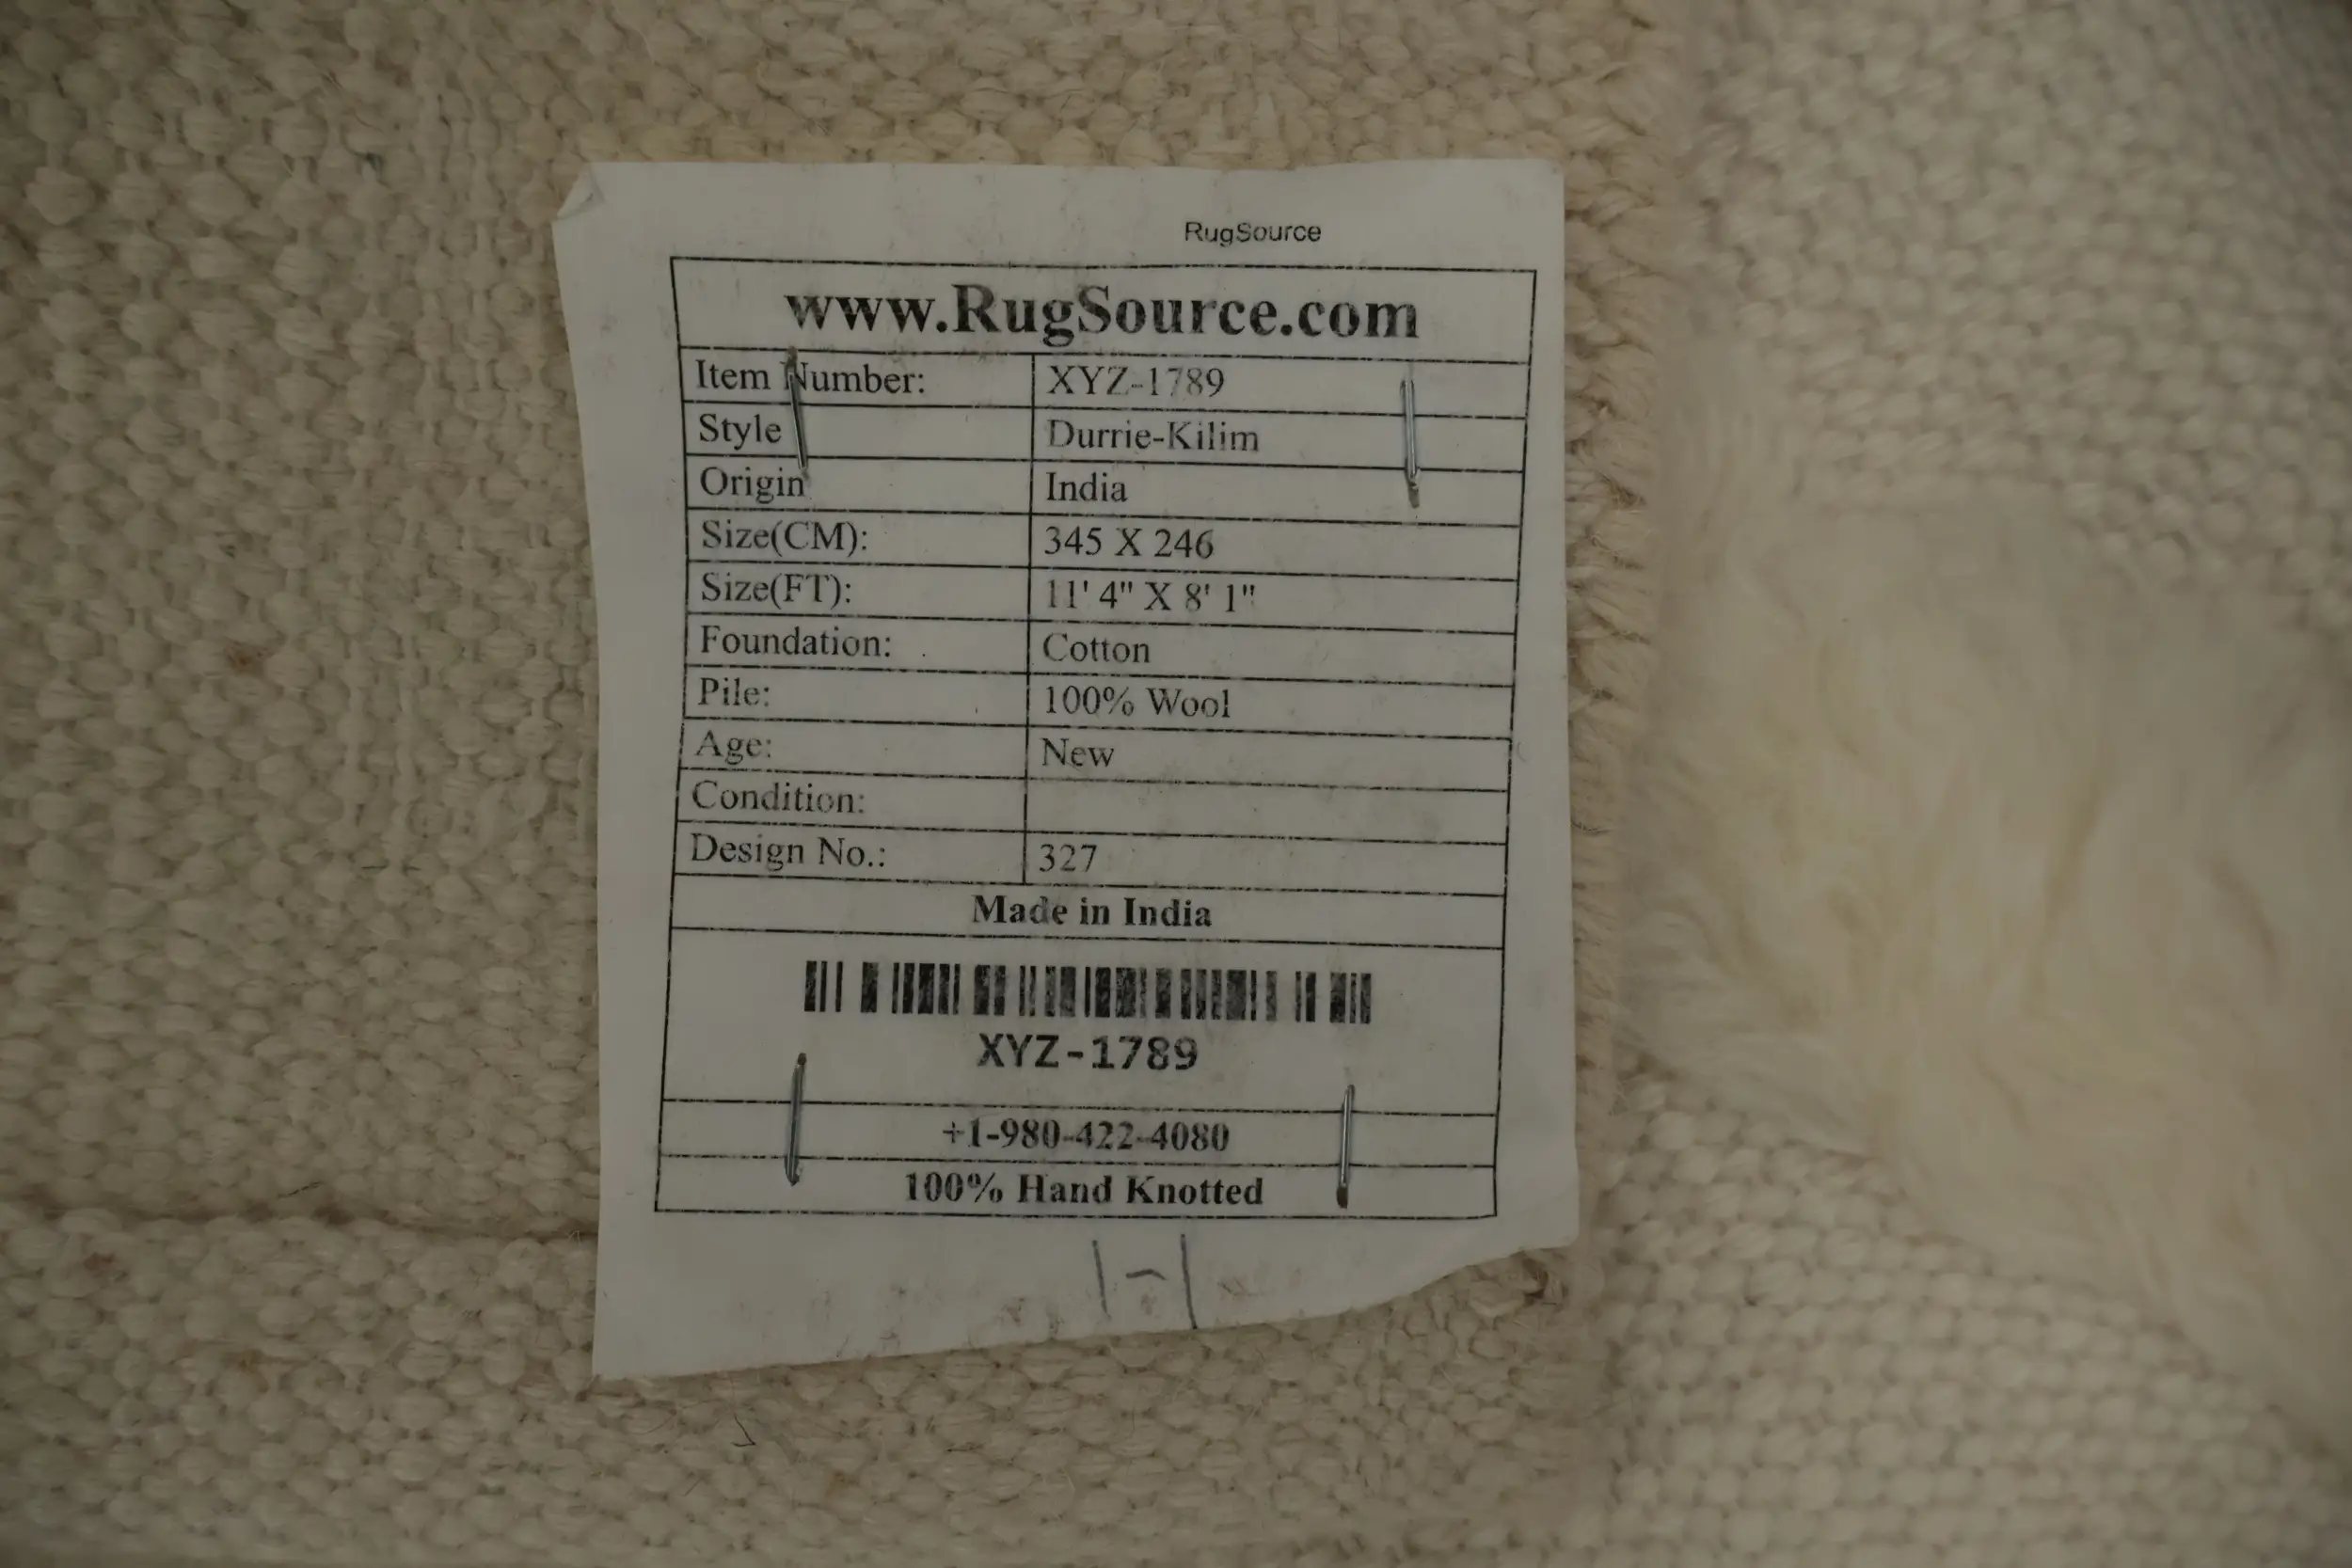 RugSource
www.RugSource.com
Item Number: XYZ-1789
Style Durrie-Kilim
Origin India
Size(CM): 345 X 246
Size(FT): 11' 4" X 8' 1"
Foundation: Cotton
Pile: 100% Wool
Age: New
Condition:
Design No.: 327
Made in India
XYZ-1789
+1-980-422-4080
100% Hand Knotted
1-1